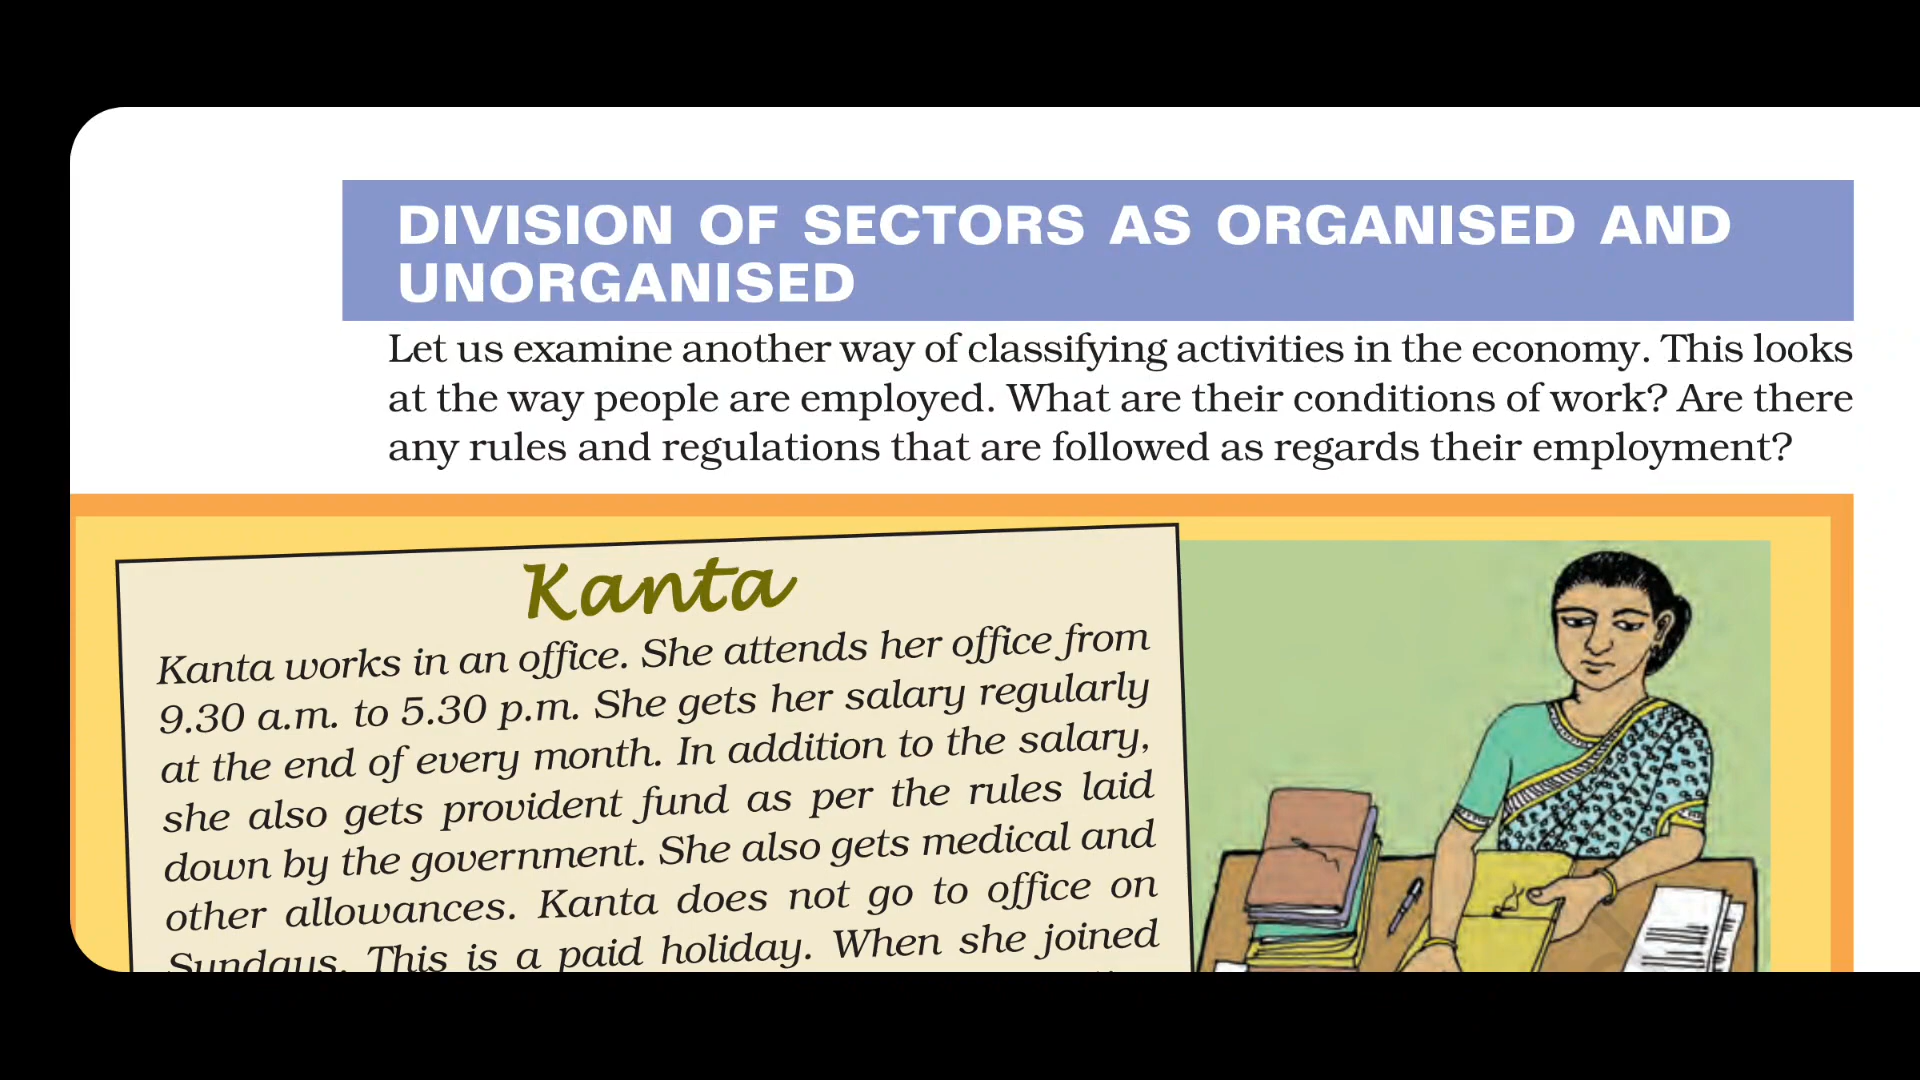 DIVISION OF SECTORS AS ORGANISED AND
UNORGANISED
Let us examine another way of classifying activities in the economy. This looks
at the way people are employed. What are their conditions of work? Are there
any rules and regulations that are followed as regards their employment?
Kanta
Kanta works in an office. She attends her office from
9.30 a.m. to 5.30 p.m. She gets her salary regularly
at the end of every month. In addition to the salary,
she also gets provident fund as per the rules laid
down by the government. She also gets medical and
other allowances. Kanta does not go to office on
Sundays. This is a paid holiday. When she joined